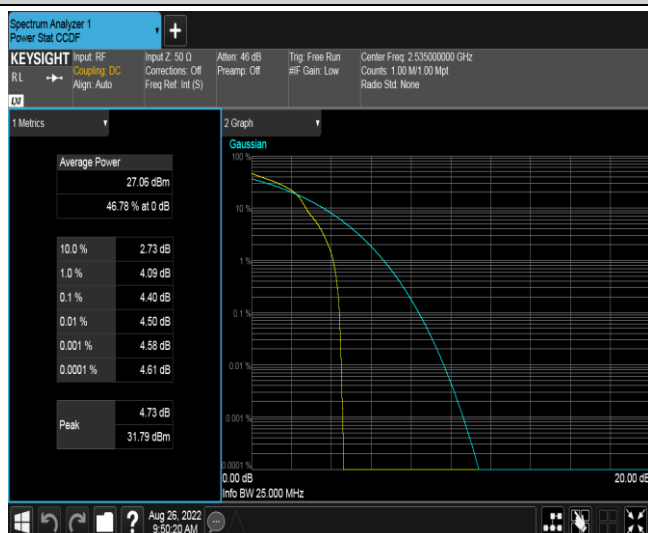 Spectrum Analyzer 1
Power Stat CCDF
KEYSIGHT
RL
LXI
Input: RF
Coupling: DC
Align: Auto
Input Z: 50 Ω
Corrections: Off
Freq Ref: Int (S)
Atten: 46 dB
Preamp: Off
Trig: Free Run
#IF Gain: Low
Center Freq: 2.535000000 GHz
Counts: 1.00 M/1.00 Mpt
Radio Std: None
1 Metrics
Average Power
27.06 dBm
46.78 % at 0 dB
10.0 % 2.73 dB
1.0 % 4.09 dB
0.1 % 4.40 dB
0.01 % 4.50 dB
0.001 % 4.58 dB
0.0001 % 4.61 dB
Peak
4.73 dB
31.79 dBm
2 Graph
Gaussian
100 %
10 %
1 %
0.1 %
0.01 %
0.001 %
0.0001 %
0.00 dB 20.00 dB
Info BW 25.000 MHz
Aug 26, 2022
9:50:20 AM